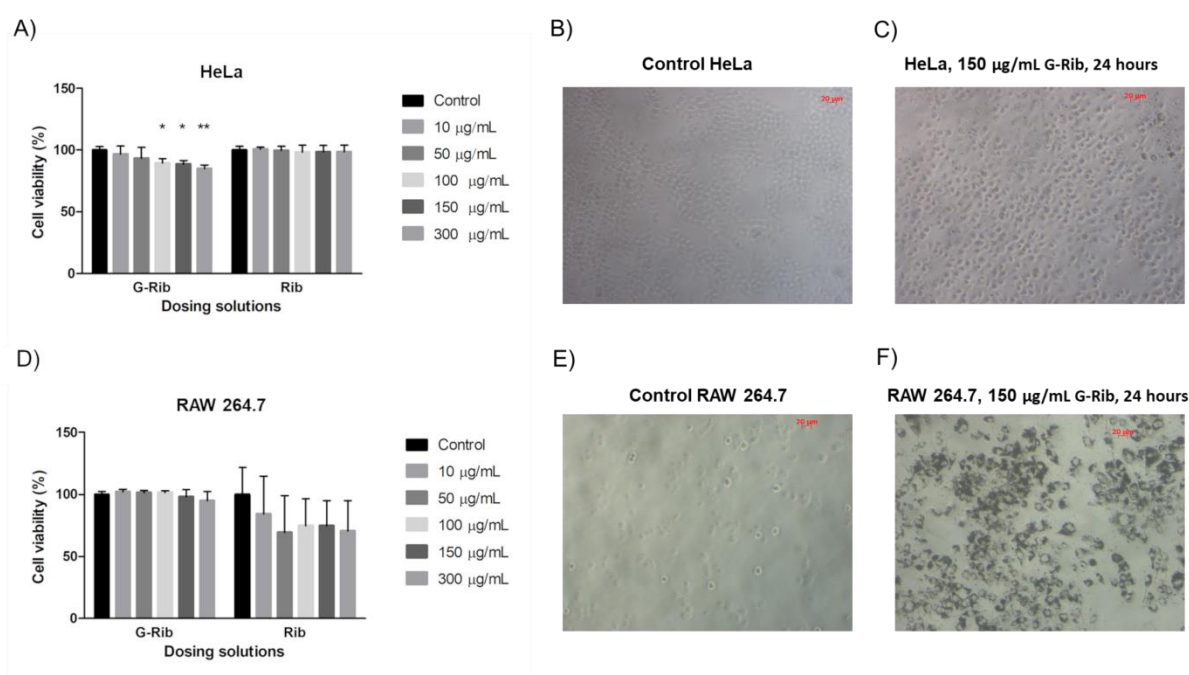 A)
HeLa
150
100
50
0
Cell viability (%)
* * **
G-Rib Rib
Dosing solutions
Control
10 μg/mL
50 μg/mL
100 μg/mL
150 μg/mL
300 μg/mL
B)
Control HeLa
20 μm
C)
HeLa, 150 μg/mL G-Rib, 24 hours
20 μm
D)
RAW 264.7
150
100
50
0
Cell viability (%)
G-Rib Rib
Dosing solutions
Control
10 μg/mL
50 μg/mL
100 μg/mL
150 μg/mL
300 μg/mL
E)
Control RAW 264.7
20 μm
F)
RAW 264.7, 150 μg/mL G-Rib, 24 hours
20 μm